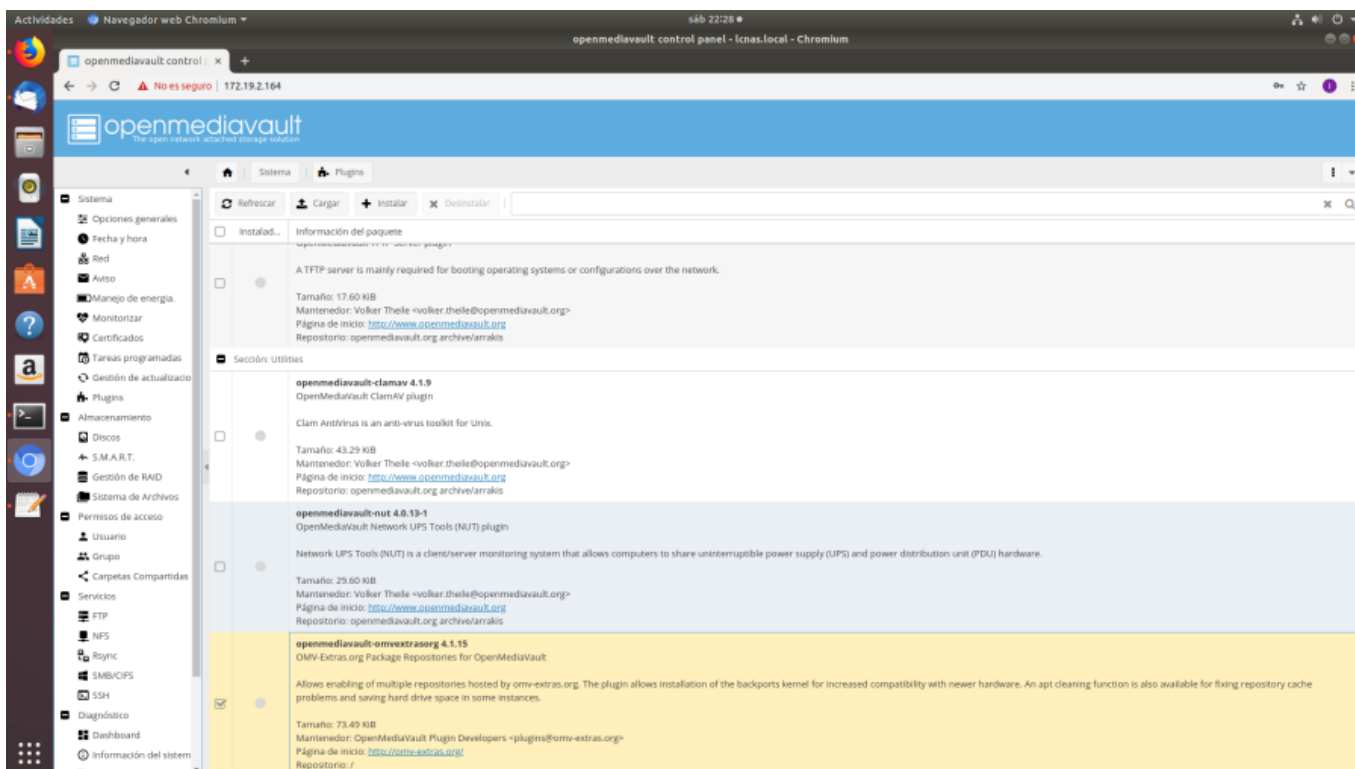 Actividades Navegador web Chromium sáb 22:28
openmediavault control panel - lcnas.local - Chromium
openmediavault control p
No es seguro 172.19.2.164
openmediavault
The open network attached storage solution
Sistema Plugins
Refrescar Cargar Instalar Desinstalar
Instalad... Información del paquete
Sistema
Opciones generales
Fecha y hora
Red
Aviso
Manejo de energía.
Monitorizar
Certificados
Tareas programadas
Gestión de actualizacio
Plugins
Almacenamiento
Discos
S.M.A.R.T.
Gestión de RAID
Sistema de Archivos
Permisos de acceso
Usuario
Grupo
Carpetas Compartidas
Servicios
FTP
NFS
Rsync
SMB/CIFS
SSH
Diagnóstico
Dashboard
Información del sistem
OpenMediaVault TFTP-Server plugin
A TFTP server is mainly required for booting operating systems or configurations over the network.
Tamaño: 17.60 KiB
Mantenedor: Volker Theile <volker.theile@openmediavault.org>
Página de inicio: http://www.openmediavault.org
Repositorio: openmediavault.org archive/arrakis
Sección: Utilities
openmediavault-clamav 4.1.9
OpenMediaVault ClamAV plugin
Clam AntiVirus is an anti-virus toolkit for Unix.
Tamaño: 43.29 KiB
Mantenedor: Volker Theile <volker.theile@openmediavault.org>
Página de inicio: http://www.openmediavault.org
Repositorio: openmediavault.org archive/arrakis
openmediavault-nut 4.0.13-1
OpenMediaVault Network UPS Tools (NUT) plugin
Network UPS Tools (NUT) is a client/server monitoring system that allows computers to share uninterruptible power supply (UPS) and power distribution unit (PDU) hardware.
Tamaño: 29.60 KiB
Mantenedor: Volker Theile <volker.theile@openmediavault.org>
Página de inicio: http://www.openmediavault.org
Repositorio: openmediavault.org archive/arrakis
openmediavault-omvextrasorg 4.1.15
OMV-Extras.org Package Repositories for OpenMediaVault
Allows enabling of multiple repositories hosted by omv-extras.org. The plugin allows installation of the backports kernel for increased compatibility with newer hardware. An apt cleaning function is also available for fixing repository cache
problems and saving hard drive space in some instances.
Tamaño: 73.49 KiB
Mantenedor: OpenMediaVault Plugin Developers <plugins@omv-extras.org>
Página de inicio: http://omv-extras.org/
Repositorio: /